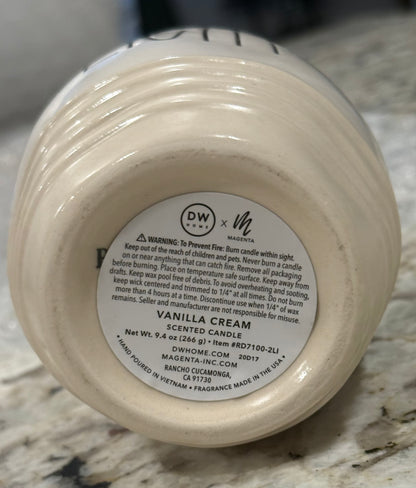 DW
HOME
x
M
MAGENTA
WARNING: To Prevent Fire: Burn candle within sight.
Keep out of the reach of children and pets. Never burn a candle
on or near anything that can catch fire. Remove all packaging
before burning. Place on temperature safe surface. Keep away from
drafts. Keep wax pool free of debris. To avoid overheating and sooting,
keep wick centered and trimmed to 1/4" at all times. Do not burn
more than 4 hours at a time. Discontinue use when 1/4" of wax
remains. Seller and manufacturer are not responsible for misuse.
VANILLA CREAM
SCENTED CANDLE
Net Wt. 9.4 oz (266 g) • Item #RD7100-2LI
DWHOME.COM 20D17
MAGENTA-INC.COM
RANCHO CUCAMONGA,
CA 91730
• HAND POURED IN VIETNAM • FRAGRANCE MADE IN THE USA •